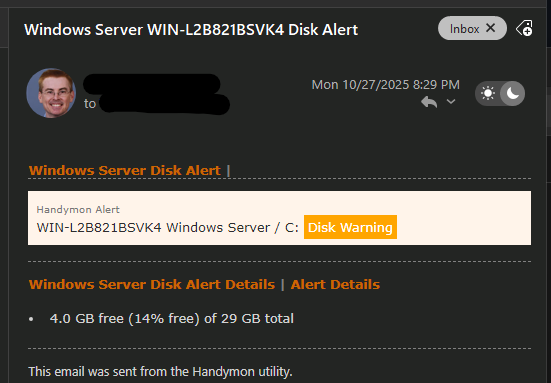 Windows Server WIN-L2B821BSVK4 Disk Alert
Inbox
Mon 10/27/2025 8:29 PM
to
Windows Server Disk Alert |
Handymon Alert
WIN-L2B821BSVK4 Windows Server / C: Disk Warning
Windows Server Disk Alert Details | Alert Details
• 4.0 GB free (14% free) of 29 GB total
This email was sent from the Handymon utility.